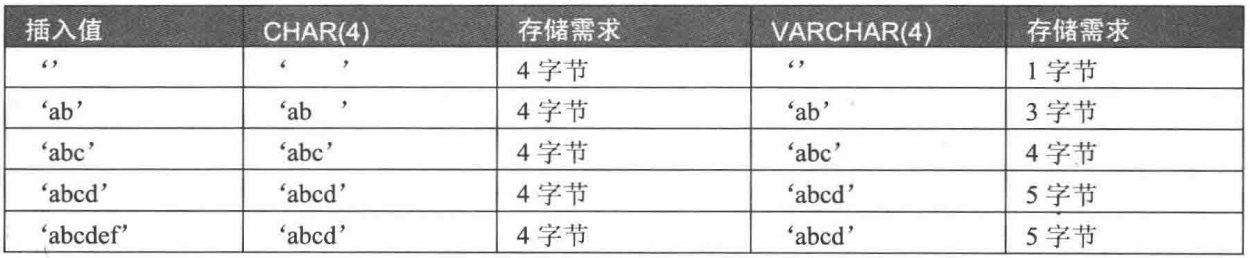 插入值 CHAR(4) 存储需求 VARCHAR(4) 存储需求
‘’ ‘    ’ 4 字节 ‘’ 1 字节
‘ab’ ‘ab  ’ 4 字节 ‘ab’ 3 字节
‘abc’ ‘abc’ 4 字节 ‘abc’ 4 字节
‘abcd’ ‘abcd’ 4 字节 ‘abcd’ 5 字节
‘abcdef’ ‘abcd’ 4 字节 ‘abcd’ 5 字节